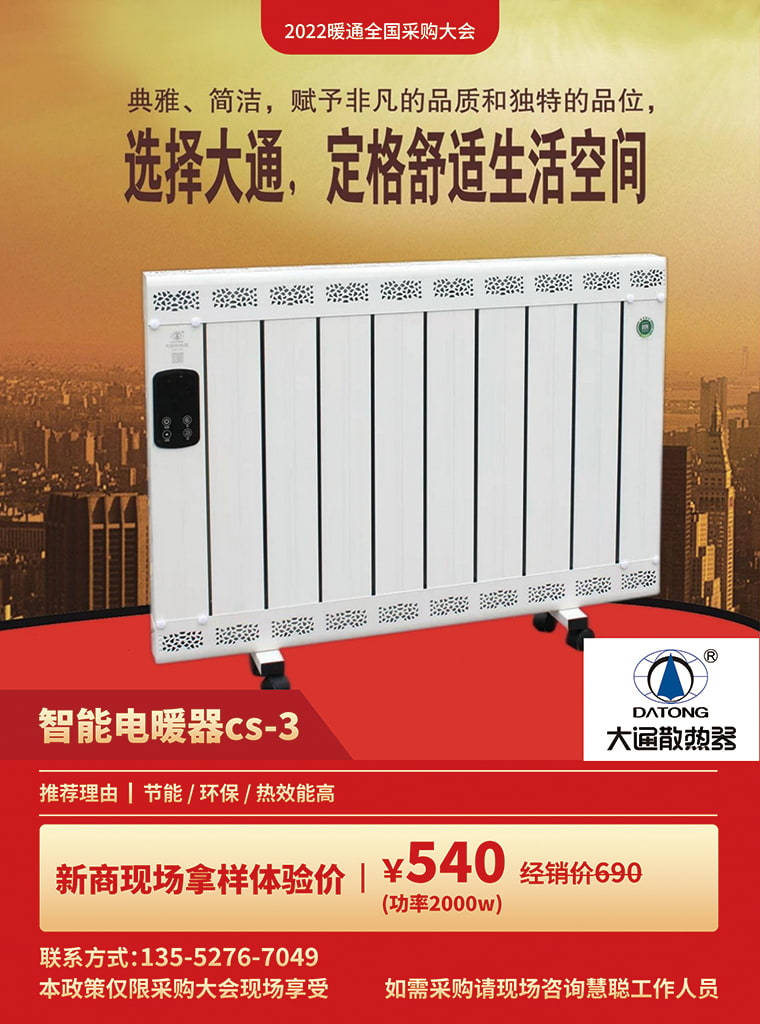 2022暖通全国采购大会
典雅、简洁，赋予非凡的品质和独特的品位，
选择大通，定格舒适生活空间
®
DATONG
大通散热器
智能电暖器cs-3
推荐理由 | 节能 / 环保 / 热效能高
新商现场拿样体验价 | ¥540 经销价690
(功率2000w)
联系方式:135-5276-7049
本政策仅限采购大会现场享受 如需采购请现场咨询慧聪工作人员